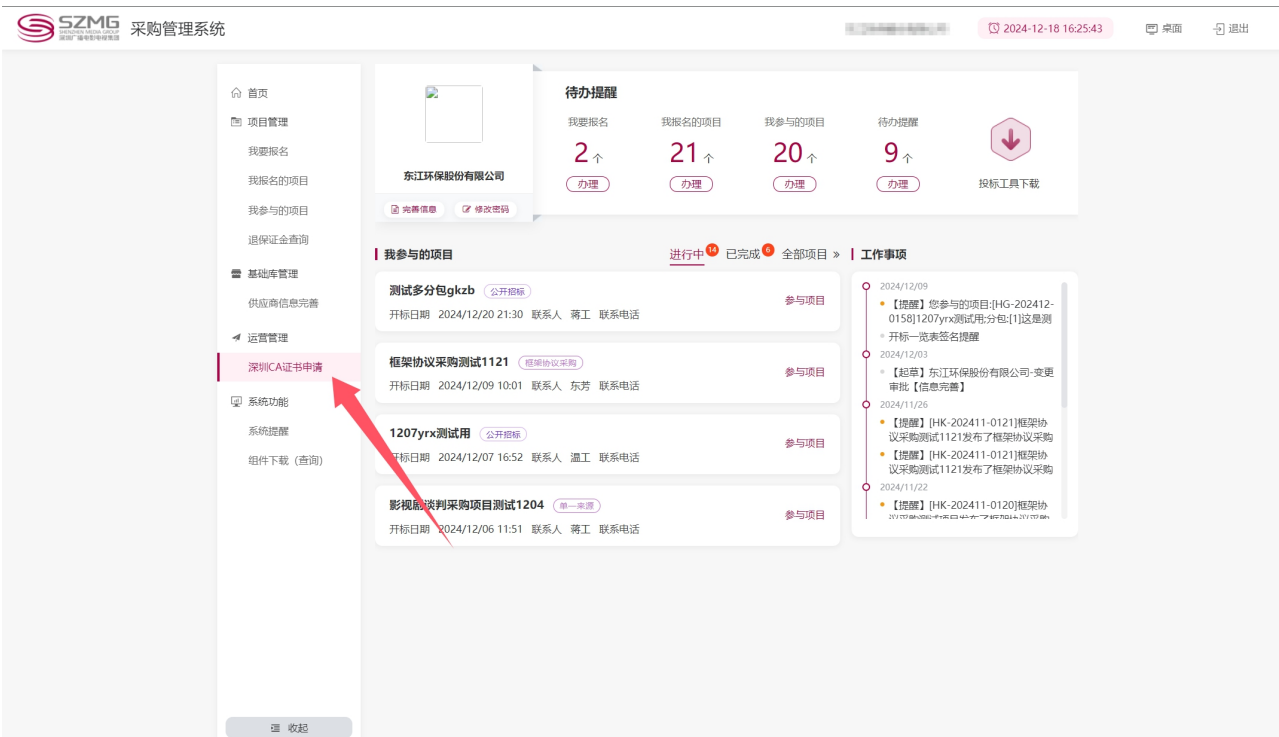 SZMG
SHENZHEN MEDIA GROUP
深圳广播电影电视集团
采购管理系统
2024-12-18 16:25:43
桌面
退出
首页
项目管理
我要报名
我报名的项目
我参与的项目
退保证金查询
基础库管理
供应商信息完善
运营管理
深圳CA证书申请
系统功能
系统提醒
组件下载（查询）
收起
东江环保股份有限公司
完善信息
修改密码
待办提醒
我要报名
2 个
办理
我报名的项目
21 个
办理
我参与的项目
20 个
办理
待办提醒
9 个
办理
投标工具下载
我参与的项目
进行中 14 已完成 6 全部项目 »
测试多分包gkzb 公开招标
开标日期 2024/12/20 21:30 联系人 蒋工 联系电话
参与项目
框架协议采购测试1121 框架协议采购
开标日期 2024/12/09 10:01 联系人 东芳 联系电话
参与项目
1207yrx测试用 公开招标
开标日期 2024/12/07 16:52 联系人 温工 联系电话
参与项目
影视剧谈判采购项目测试1204 单一来源
开标日期 2024/12/06 11:51 联系人 蒋工 联系电话
参与项目
工作事项
2024/12/09
【提醒】您参与的项目:[HG-202412-
0158]1207yrx测试用;分包:[1]这是测
开标一览表签名提醒
2024/12/03
【起草】东江环保股份有限公司-变更
审批【信息完善】
2024/11/26
【提醒】[HK-202411-0121]框架协
议采购测试1121发布了框架协议采购
【提醒】[HK-202411-0121]框架协
议采购测试1121发布了框架协议采购
2024/11/22
【提醒】[HK-202411-0120]框架协